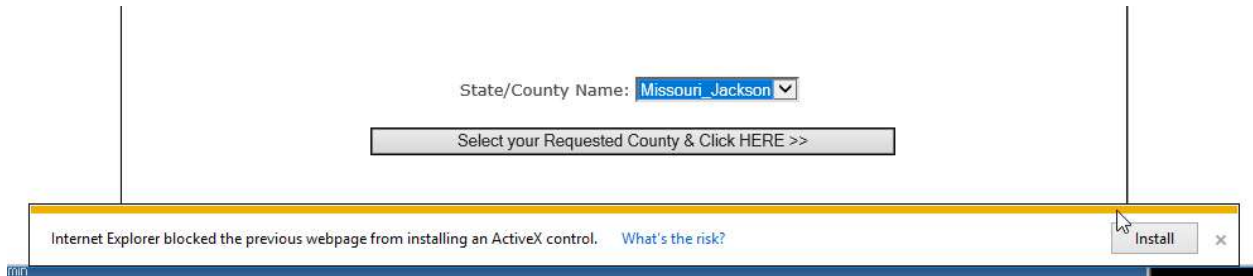 State/County Name: Missouri_Jackson
Select your Requested County & Click HERE >>
Internet Explorer blocked the previous webpage from installing an ActiveX control. What's the risk? Install ×